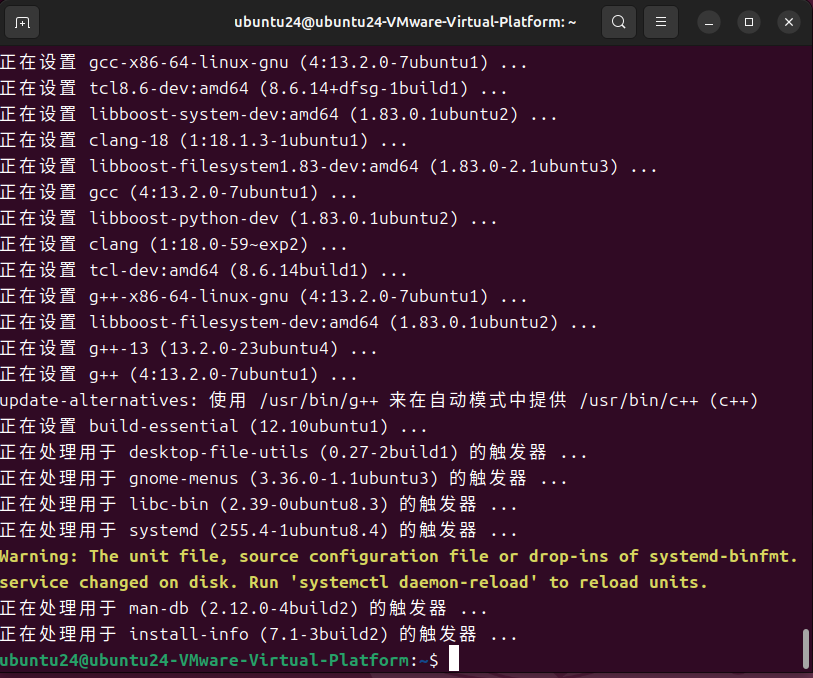 ubuntu24@ubuntu24-VMware-Virtual-Platform: ~
正在设置 gcc-x86-64-linux-gnu (4:13.2.0-7ubuntu1) ...
正在设置 tcl8.6-dev:amd64 (8.6.14+dfsg-1build1) ...
正在设置 libboost-system-dev:amd64 (1.83.0.1ubuntu2) ...
正在设置 clang-18 (1:18.1.3-1ubuntu1) ...
正在设置 libboost-filesystem1.83-dev:amd64 (1.83.0-2.1ubuntu3) ...
正在设置 gcc (4:13.2.0-7ubuntu1) ...
正在设置 libboost-python-dev (1.83.0.1ubuntu2) ...
正在设置 clang (1:18.0-59~exp2) ...
正在设置 tcl-dev:amd64 (8.6.14build1) ...
正在设置 g++-x86-64-linux-gnu (4:13.2.0-7ubuntu1) ...
正在设置 libboost-filesystem-dev:amd64 (1.83.0.1ubuntu2) ...
正在设置 g++-13 (13.2.0-23ubuntu4) ...
正在设置 g++ (4:13.2.0-7ubuntu1) ...
update-alternatives: 使用 /usr/bin/g++ 来在自动模式中提供 /usr/bin/c++ (c++)
正在设置 build-essential (12.10ubuntu1) ...
正在处理用于 desktop-file-utils (0.27-2build1) 的触发器 ...
正在处理用于 gnome-menus (3.36.0-1.1ubuntu3) 的触发器 ...
正在处理用于 libc-bin (2.39-0ubuntu8.3) 的触发器 ...
正在处理用于 systemd (255.4-1ubuntu8.4) 的触发器 ...
Warning: The unit file, source configuration file or drop-ins of systemd-binfmt.
service changed on disk. Run 'systemctl daemon-reload' to reload units.
正在处理用于 man-db (2.12.0-4build2) 的触发器 ...
正在处理用于 install-info (7.1-3build2) 的触发器 ...
ubuntu24@ubuntu24-VMware-Virtual-Platform:~$